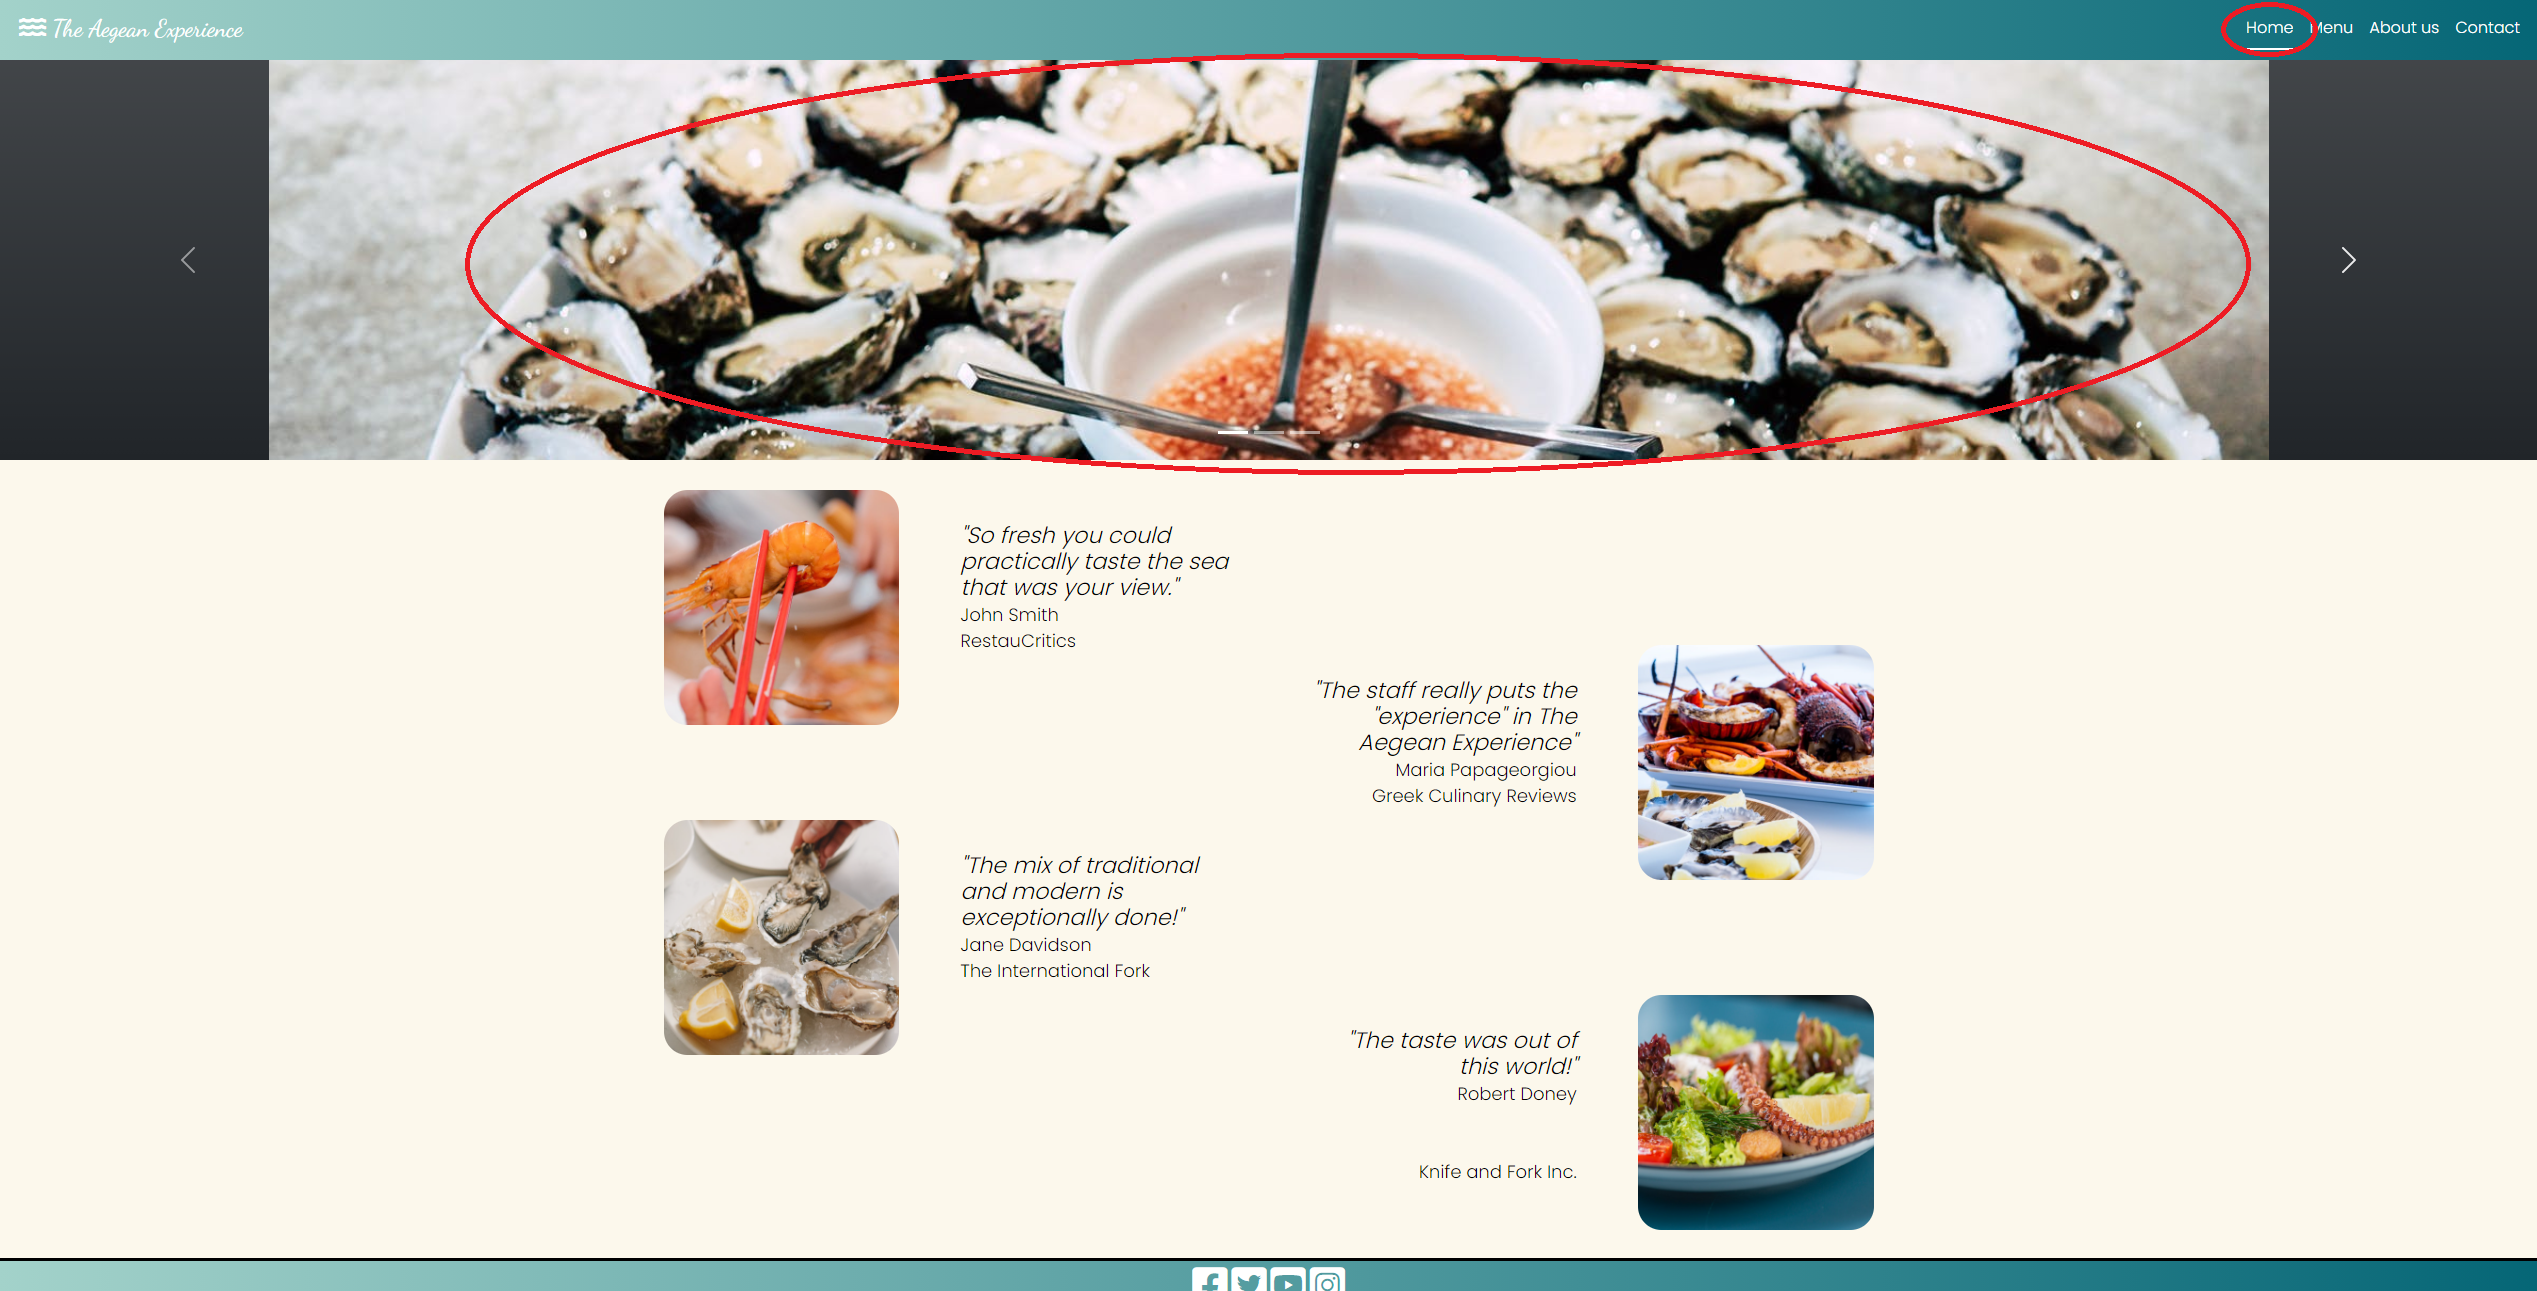 The Aegean Experience
Home Menu About us Contact
"So fresh you could
practically taste the sea
that was your view."
John Smith
RestauCritics
"The staff really puts the
"experience" in The
Aegean Experience"
Maria Papageorgiou
Greek Culinary Reviews
"The mix of traditional
and modern is
exceptionally done!"
Jane Davidson
The International Fork
"The taste was out of
this world!"
Robert Doney
Knife and Fork Inc.